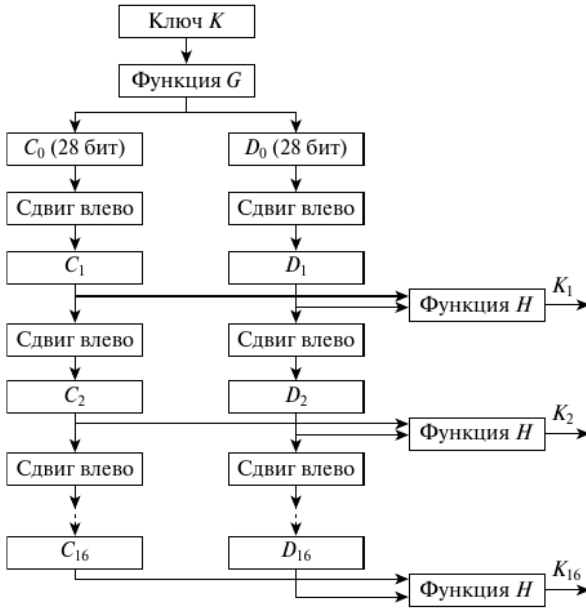 Ключ K
Функция G
C₀ (28 бит)
D₀ (28 бит)
Сдвиг влево
Сдвиг влево
C₁
D₁
Функция H
K₁
Сдвиг влево
Сдвиг влево
C₂
D₂
Функция H
K₂
Сдвиг влево
Сдвиг влево
C₁₆
D₁₆
Функция H
K₁₆